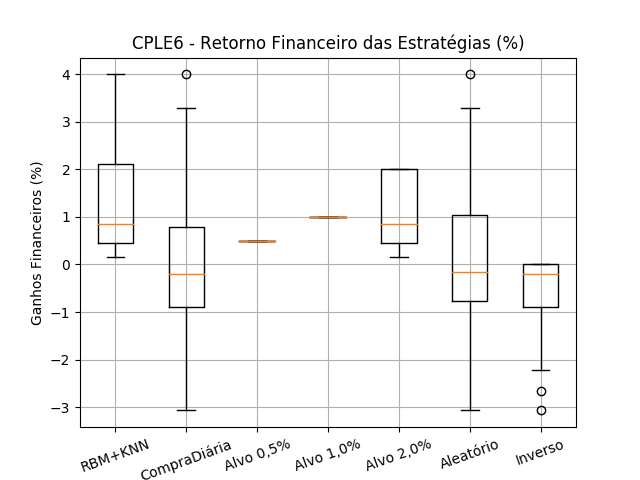 CPLE6 - Retorno Financeiro das Estratégias (%)
Ganhos Financeiros (%)
4
3
2
1
0
−1
−2
−3
RBM+KNN
CompraDiária
Alvo 0,5%
Alvo 1,0%
Alvo 2,0%
Aleatório
Inverso